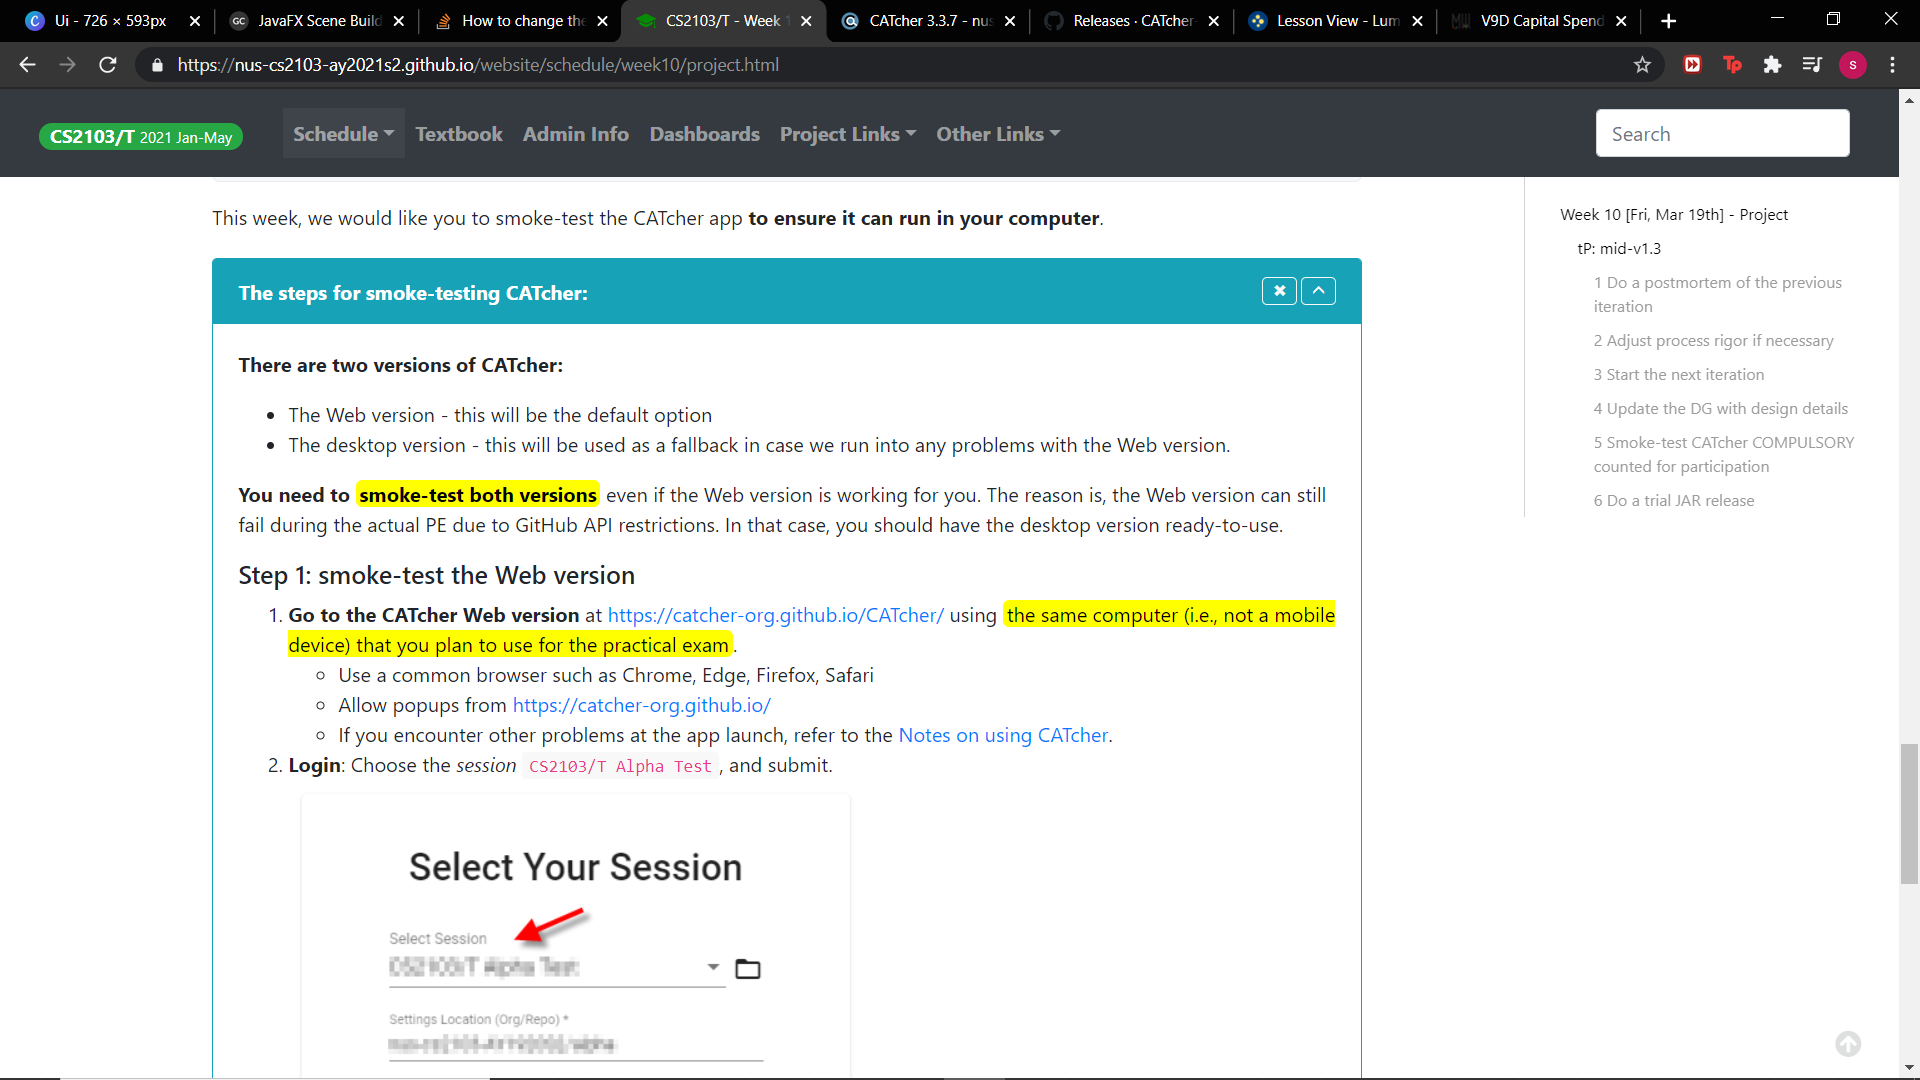 Ui - 726 × 593px
JavaFX Scene Build
How to change the
CS2103/T - Week 1
CATcher 3.3.7 - nus
Releases · CATcher
Lesson View - Lum
V9D Capital Spend
https://nus-cs2103-ay2021s2.github.io/website/schedule/week10/project.html
CS2103/T 2021 Jan-May
Schedule
Textbook
Admin Info
Dashboards
Project Links
Other Links
Search
This week, we would like you to smoke-test the CATcher app to ensure it can run in your computer.
The steps for smoke-testing CATcher:
There are two versions of CATcher:
The Web version - this will be the default option
The desktop version - this will be used as a fallback in case we run into any problems with the Web version.
You need to smoke-test both versions even if the Web version is working for you. The reason is, the Web version can still
fail during the actual PE due to GitHub API restrictions. In that case, you should have the desktop version ready-to-use.
Step 1: smoke-test the Web version
1. Go to the CATcher Web version at https://catcher-org.github.io/CATcher/ using the same computer (i.e., not a mobile
device) that you plan to use for the practical exam.
Use a common browser such as Chrome, Edge, Firefox, Safari
Allow popups from https://catcher-org.github.io/
If you encounter other problems at the app launch, refer to the Notes on using CATcher.
2. Login: Choose the session CS2103/T Alpha Test, and submit.
Select Your Session
Select Session
CS2103/T Alpha Test
Settings Location (Org/Repo) *
Week 10 [Fri, Mar 19th] - Project
tP: mid-v1.3
1 Do a postmortem of the previous
iteration
2 Adjust process rigor if necessary
3 Start the next iteration
4 Update the DG with design details
5 Smoke-test CATcher COMPULSORY
counted for participation
6 Do a trial JAR release